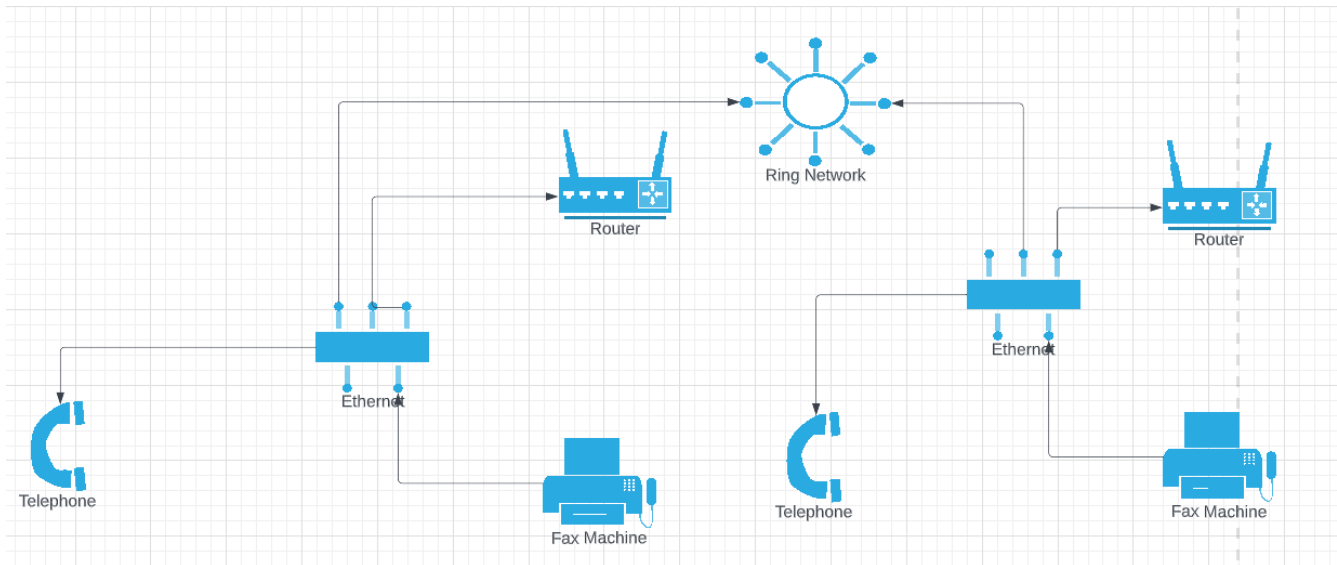 Ring Network
Router
Router
Ethernet
Ethernet
Telephone
Telephone
Fax Machine
Fax Machine